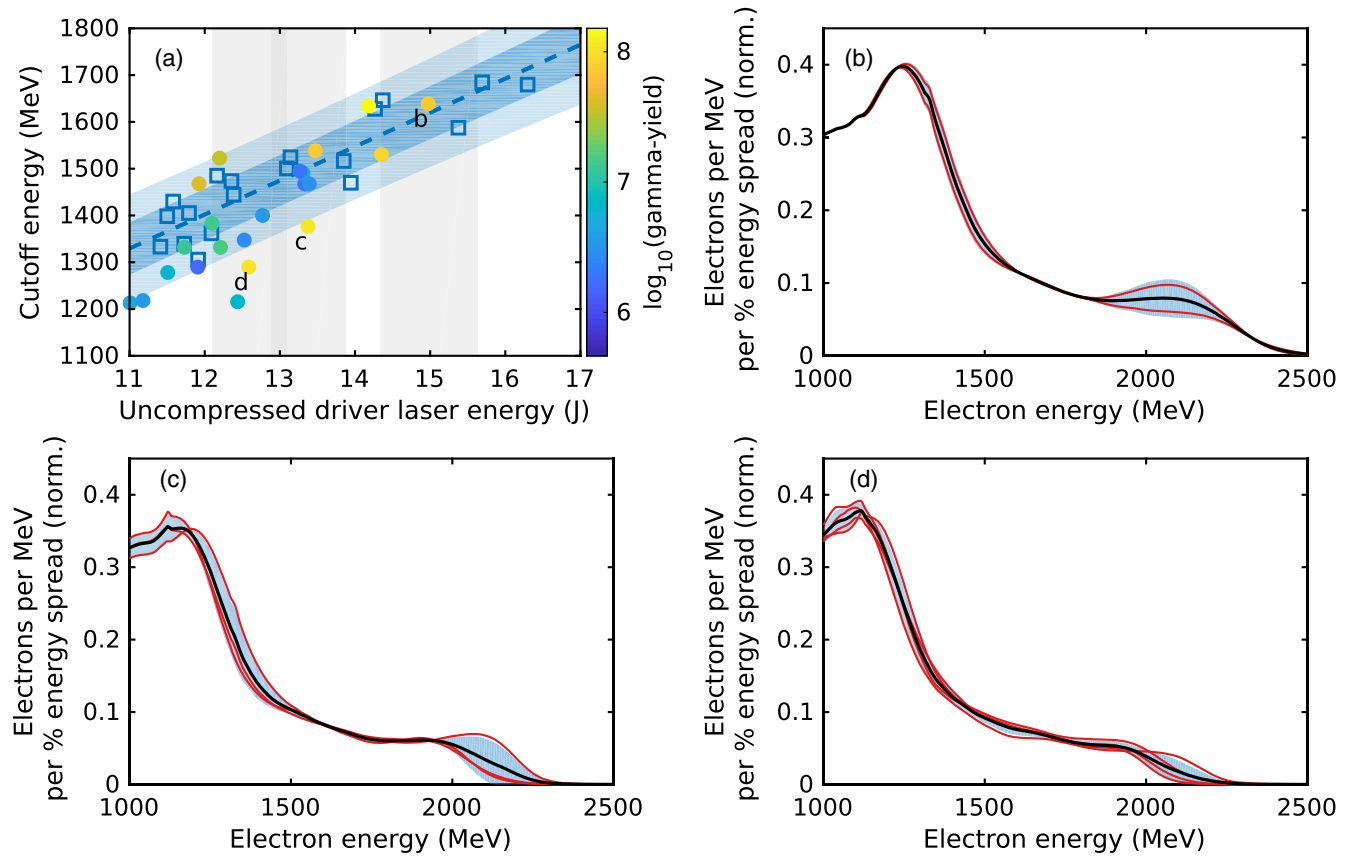 1800
1700
1600
1500
1400
1300
1200
1100
Cutoff energy (MeV)
(a)
b
c
d
11 12 13 14 15 16 17
Uncompressed driver laser energy (J)
8
7
6
log10(gamma-yield)
(b)
0.4
0.3
0.2
0.1
0
Electrons per MeV
per % energy spread (norm.)
1000 1500 2000 2500
Electron energy (MeV)
(c)
0.4
0.3
0.2
0.1
0
Electrons per MeV
per % energy spread (norm.)
1000 1500 2000 2500
Electron energy (MeV)
(d)
0.4
0.3
0.2
0.1
0
Electrons per MeV
per % energy spread (norm.)
1000 1500 2000 2500
Electron energy (MeV)